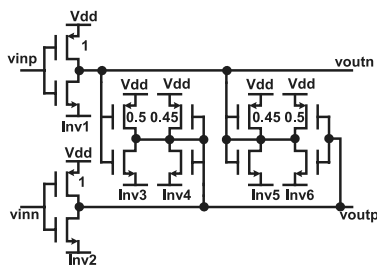 Vdd
1
vinp
voutn
Vdd Vdd
Vdd Vdd
0.5 0.45
0.45 0.5
Inv1
Vdd
1
Inv3 Inv4
Inv5 Inv6
vinn
voutp
Inv2